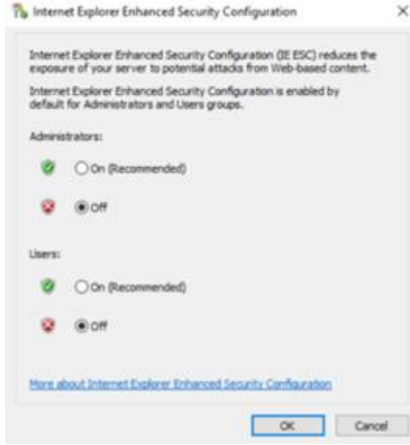 Internet Explorer Enhanced Security Configuration
Internet Explorer Enhanced Security Configuration (IE ESC) reduces the
exposure of your server to potential attacks from Web-based content.
Internet Explorer Enhanced Security Configuration is enabled by
default for Administrators and Users groups.
Administrators:
On (Recommended)
Off
Users:
On (Recommended)
Off
More about Internet Explorer Enhanced Security Configuration
OK Cancel